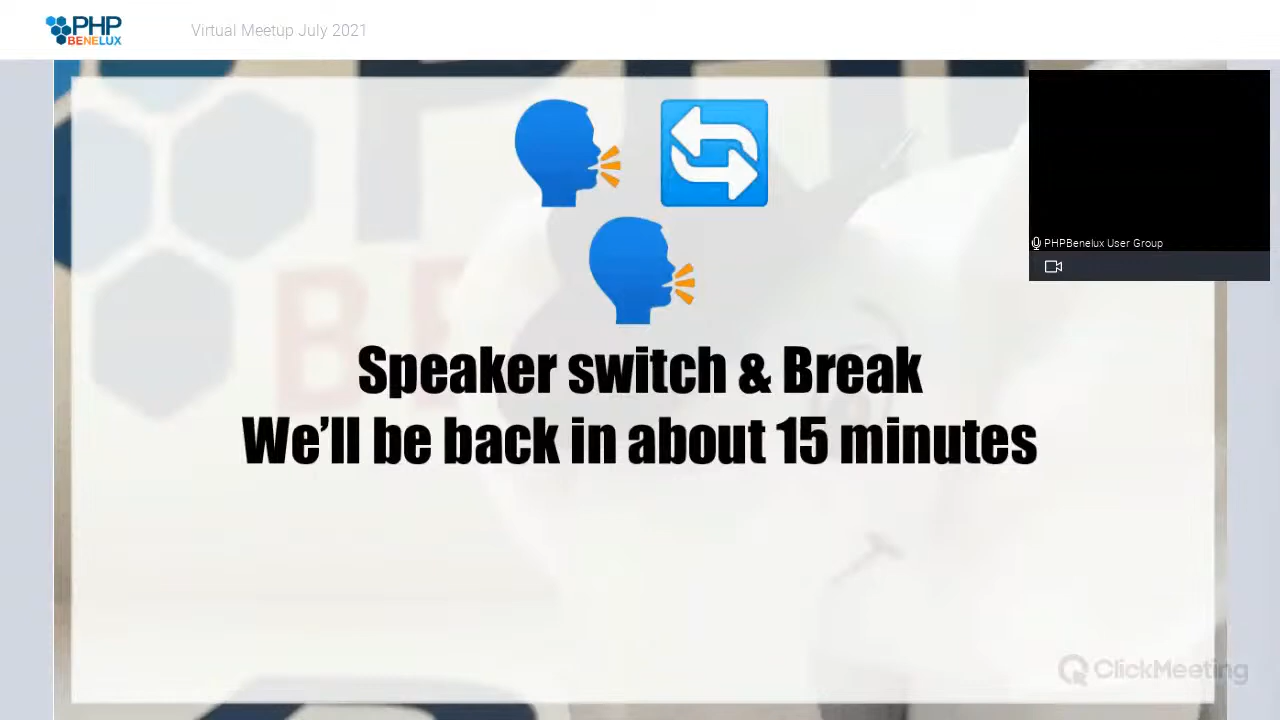 PHP
BENELUX
Virtual Meetup July 2021
PHPBenelux User Group
Speaker switch & Break
We'll be back in about 15 minutes
ClickMeeting